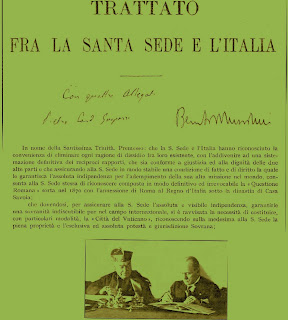 TRATTATO
FRA LA SANTA SEDE E L'ITALIA
Con quattro Allegati
Pietro Card. Gasparri
Benito Mussolini
In nome della Santissima Trinità. Premesso: che la S. Sede e l'Italia hanno riconosciuto la
convenienza di eliminare ogni ragione di dissidio fra loro esistente, con l'addivenire ad una siste-
mazione definitiva dei reciproci rapporti, che sia conforme a giustizia ed alla dignità delle due
alte parti e che assicurando alla S. Sede in modo stabile una condizione di fatto e di diritto la quale
le garantisca l'assoluta indipendenza per l'adempimento della sua alta missione nel mondo, con-
senta alla S. Sede stessa di riconoscere composta in modo definitivo ed irrevocabile la « Questione
Romana » sorta nel 1870 con l'annessione di Roma al Regno d'Italia sotto la dinastia di Casa
Savoia;
che dovendosi, per assicurare alla S. Sede l'assoluta e visibile indipendenza, garantirle
una sovranità indiscutibile pur nel campo internazionale, si è ravvisata la necessità di costituire,
con particolari modalità, la « Città del Vaticano », riconoscendo sulla medesima alla S. Sede la
piena proprietà e l'esclusiva ed assoluta potestà e giurisdizione Sovrana;